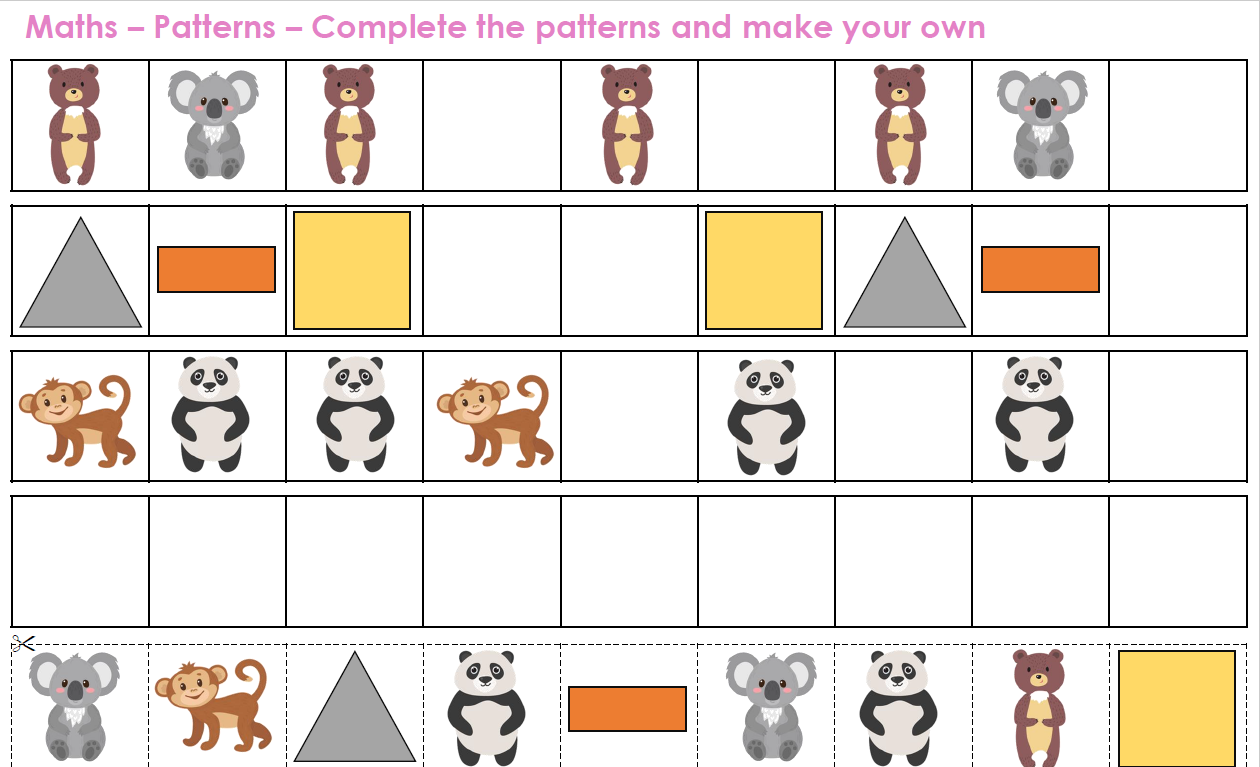 Maths – Patterns – Complete the patterns and make your own